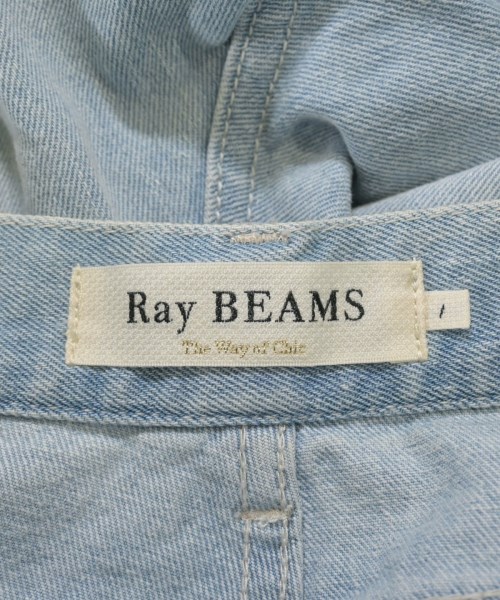 Ray BEAMS
The Way of Chic
1